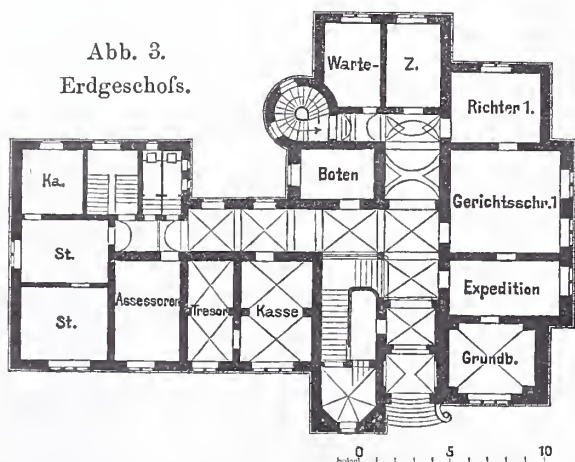 Abb. 3.
Erdgeschoſs.
Warte- Z.
Richter 1.
Ka.
Boten
Gerichtsschr.1
St.
Assessoren
Tresor
Kasse
Expedition
St.
Grundb.
0 5 10